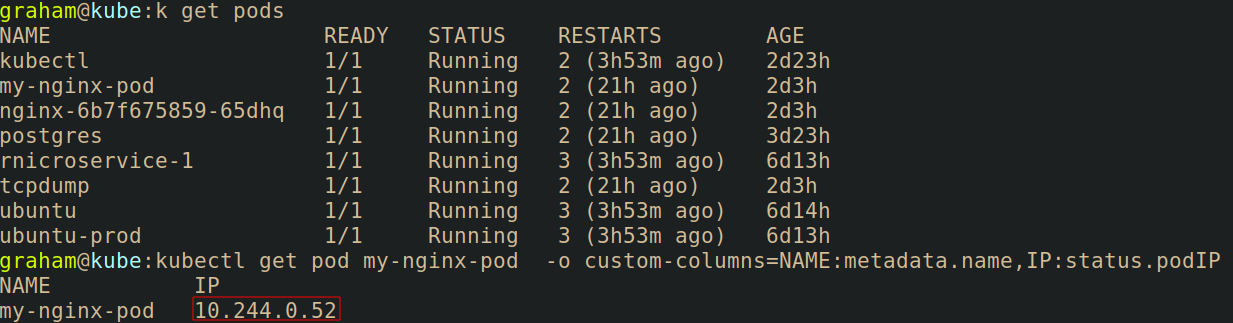 graham@kube:k get pods
NAME READY STATUS RESTARTS AGE
kubectl 1/1 Running 2 (3h53m ago) 2d23h
my-nginx-pod 1/1 Running 2 (21h ago) 2d3h
nginx-6b7f675859-65dhq 1/1 Running 2 (21h ago) 2d3h
postgres 1/1 Running 2 (21h ago) 3d23h
rnicroservice-1 1/1 Running 3 (3h53m ago) 6d13h
tcpdump 1/1 Running 2 (21h ago) 2d3h
ubuntu 1/1 Running 3 (3h53m ago) 6d14h
ubuntu-prod 1/1 Running 3 (3h53m ago) 6d13h
graham@kube:kubectl get pod my-nginx-pod  -o custom-columns=NAME:metadata.name,IP:status.podIP
NAME IP
my-nginx-pod 10.244.0.52